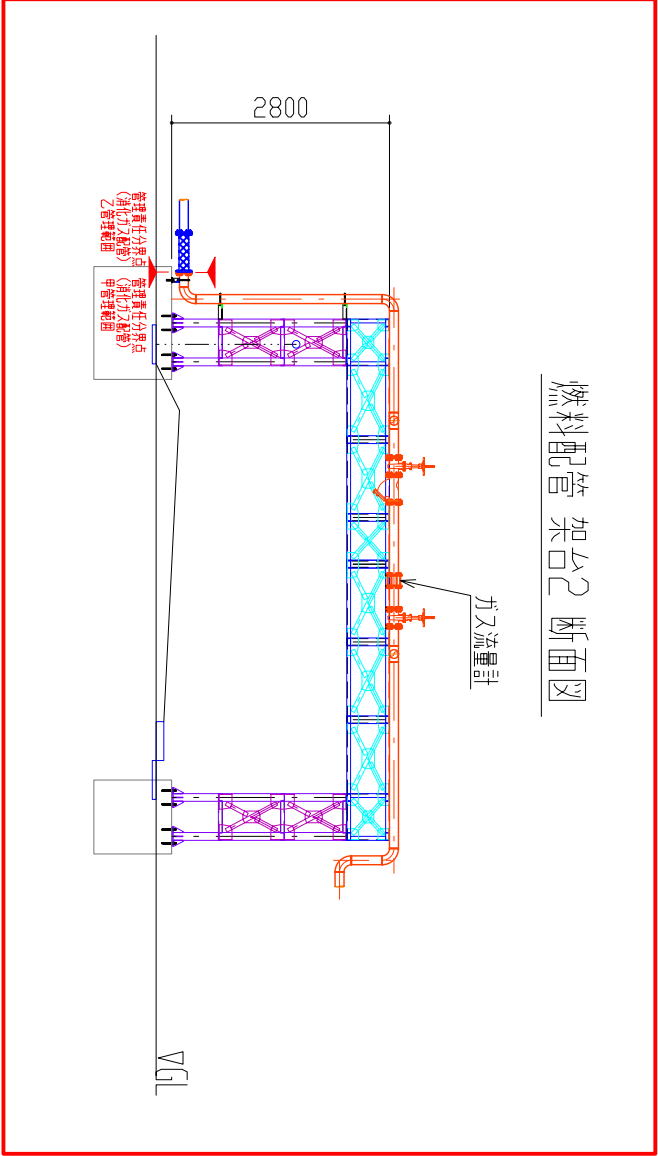 燃料配管 架台2 断面図
ガス流量計
2800
管理責任分界点
(消化ガス配管)
乙管理範囲
管理責任分界点
(消化ガス配管)
甲管理範囲
▽GL